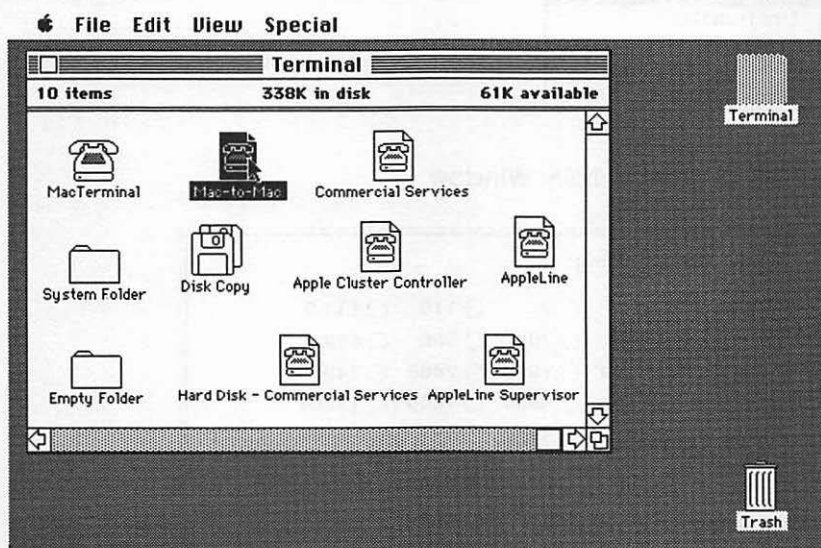 File Edit View Special
Terminal
10 items 338K in disk 61K available
Terminal
MacTerminal Mac-to-Mac Commercial Services
System Folder Disk Copy Apple Cluster Controller AppleLine
Empty Folder Hard Disk - Commercial Services AppleLine Supervisor
Trash